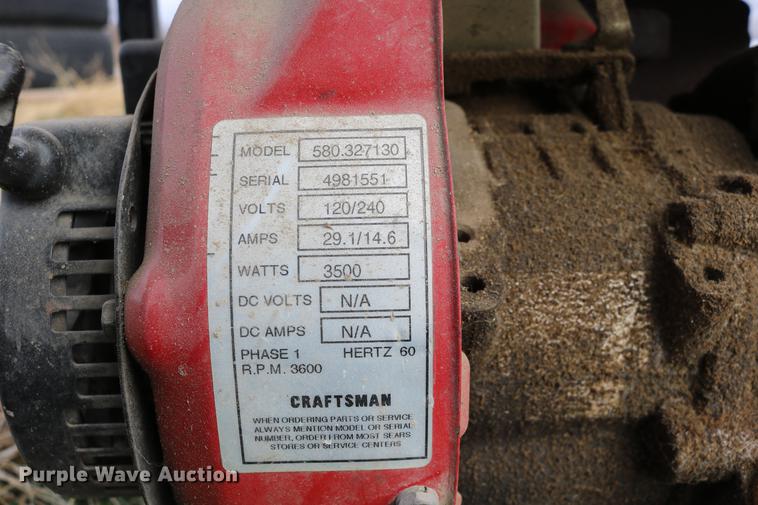 MODEL 580.327130
SERIAL 4981551
VOLTS 120/240
AMPS 29.1/14.6
WATTS 3500
DC VOLTS N/A
DC AMPS N/A
PHASE 1 HERTZ 60
R.P.M. 3600
CRAFTSMAN
WHEN ORDERING PARTS OR SERVICE
ALWAYS MENTION MODEL OR SERIAL
NUMBER, ORDER FROM MOST SEARS
STORES OR SERVICE CENTERS
Purple Wave Auction